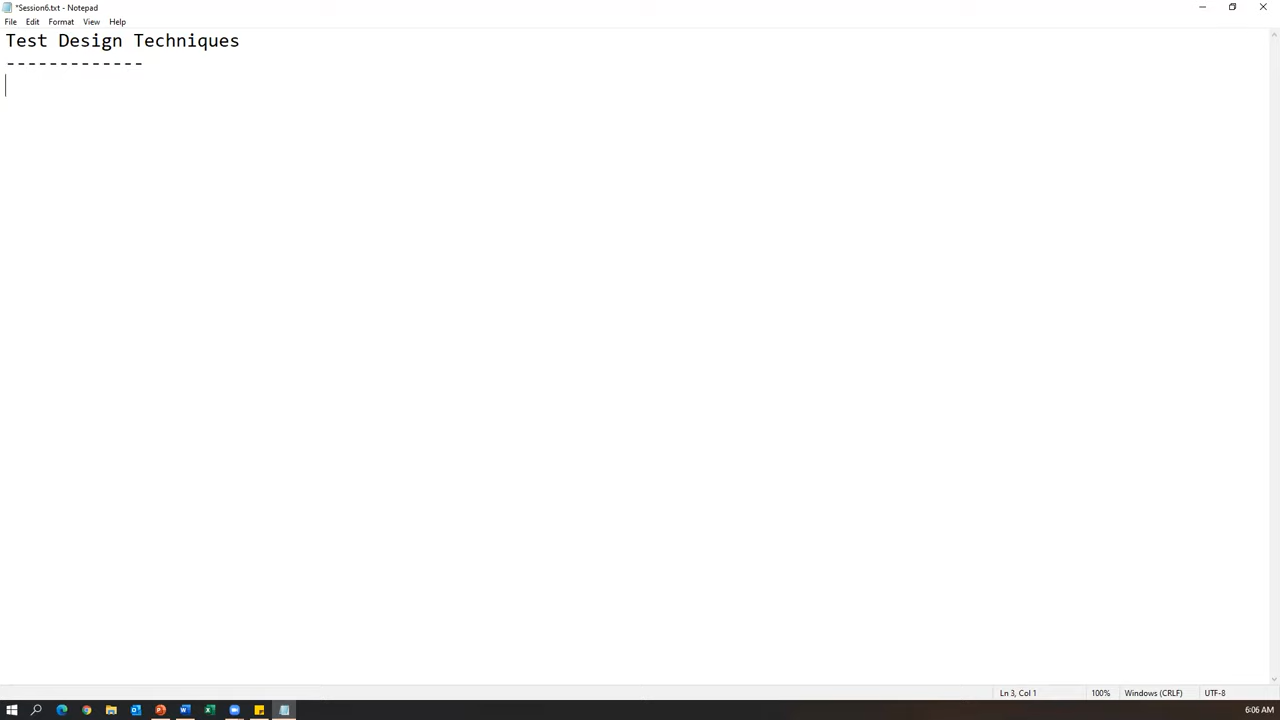 *Session6.txt - Notepad
File Edit Format View Help
Test Design Techniques
-------------
Ln 3, Col 1 100% Windows (CRLF) UTF-8
6:06 AM